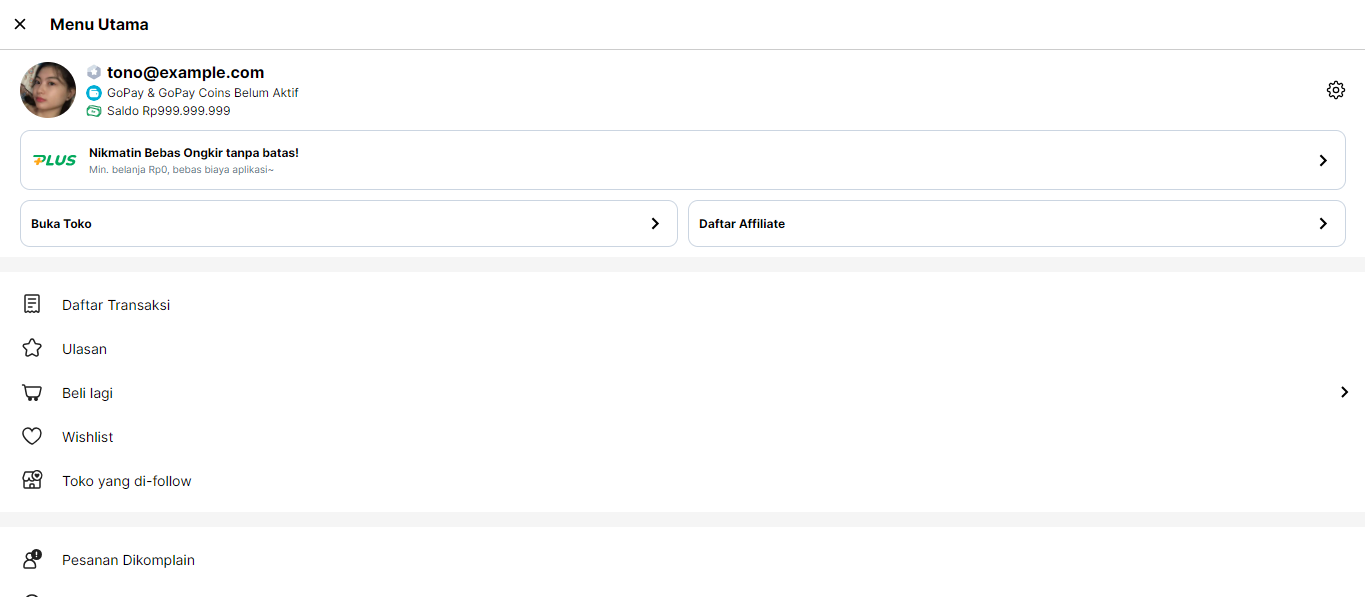 Menu Utama
tono@example.com
GoPay & GoPay Coins Belum Aktif
Saldo Rp999.999.999
PLUS
Nikmatin Bebas Ongkir tanpa batas!
Min. belanja Rp0, bebas biaya aplikasi~
Buka Toko
Daftar Affiliate
Daftar Transaksi
Ulasan
Beli lagi
Wishlist
Toko yang di-follow
Pesanan Dikomplain